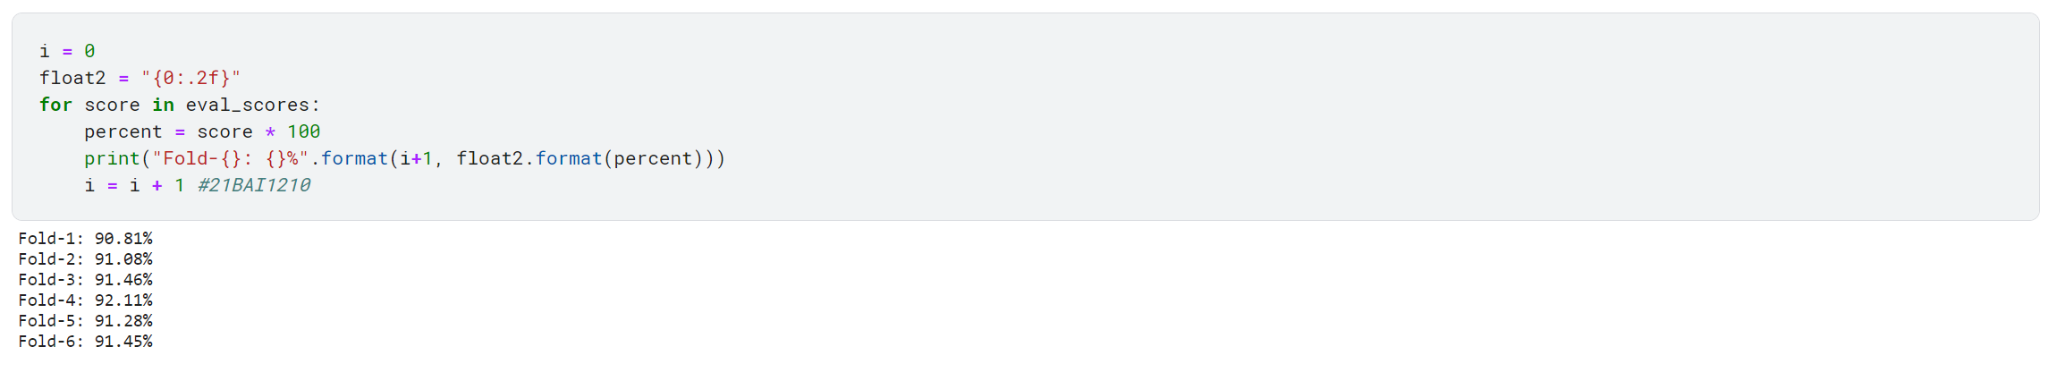 i = 0
float2 = "{0:.2f}"
for score in eval_scores:
    percent = score * 100
    print("Fold-{}: {}%".format(i+1, float2.format(percent)))
    i = i + 1 #21BAI1210
Fold-1: 90.81%
Fold-2: 91.08%
Fold-3: 91.46%
Fold-4: 92.11%
Fold-5: 91.28%
Fold-6: 91.45%